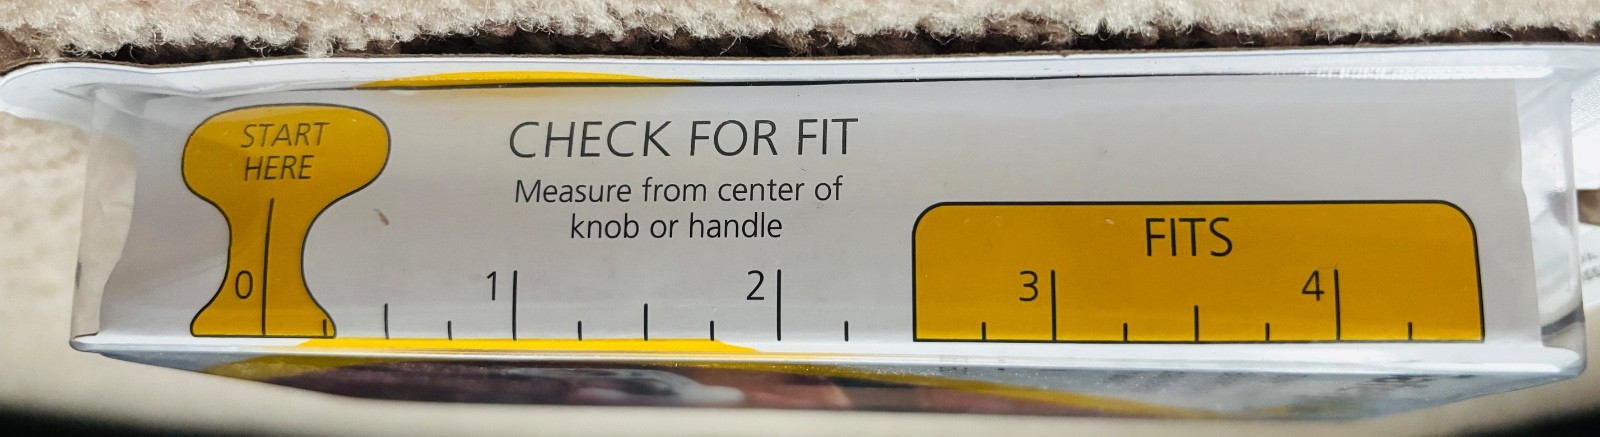 START
HERE
CHECK FOR FIT
Measure from center of
knob or handle
FITS
0 1 2 3 4